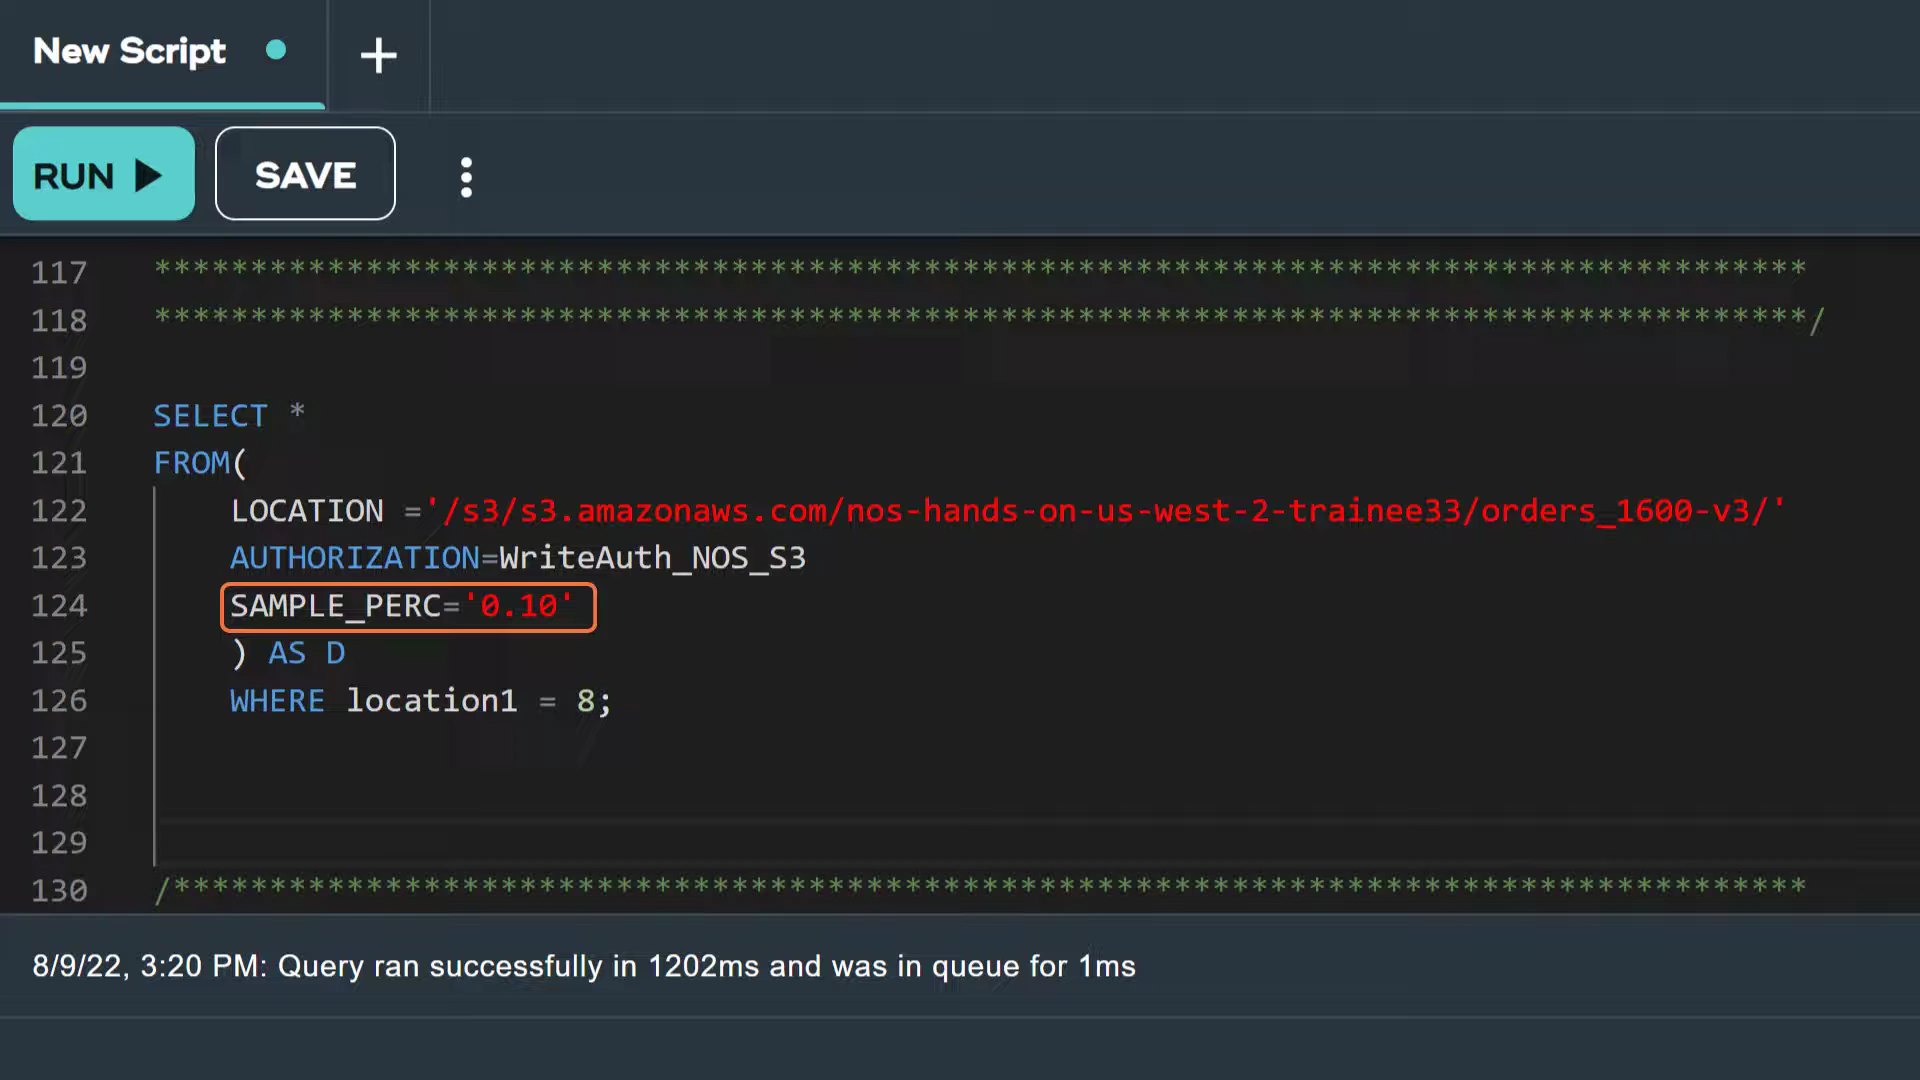 New Script
+
RUN
SAVE
117 **************************************************************************************
118 **************************************************************************************/
119
120 SELECT *
121 FROM(
122 LOCATION ='/s3/s3.amazonaws.com/nos-hands-on-us-west-2-trainee33/orders_1600-v3/'
123 AUTHORIZATION=WriteAuth_NOS_S3
124 SAMPLE_PERC='0.10'
125 ) AS D
126 WHERE location1 = 8;
127
128
129
130 /*************************************************************************************
8/9/22, 3:20 PM: Query ran successfully in 1202ms and was in queue for 1ms